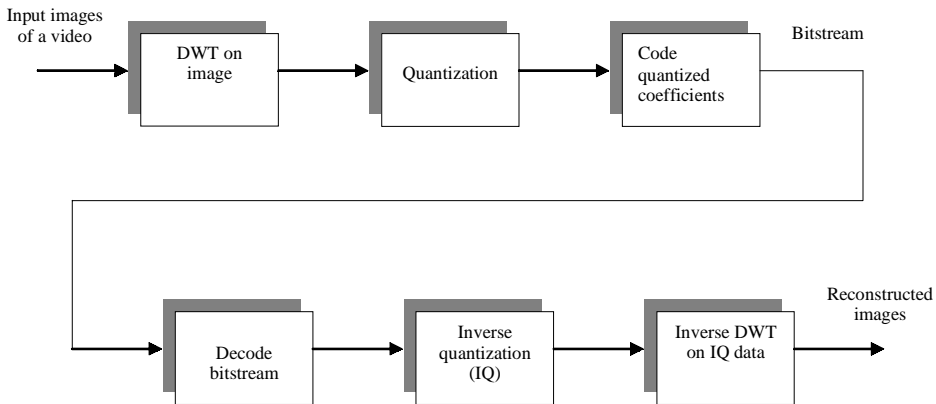 Input images
of a video
DWT on
image
Quantization
Code
quantized
coefficients
Bitstream
Decode
bitstream
Inverse
quantization
(IQ)
Inverse DWT
on IQ data
Reconstructed
images